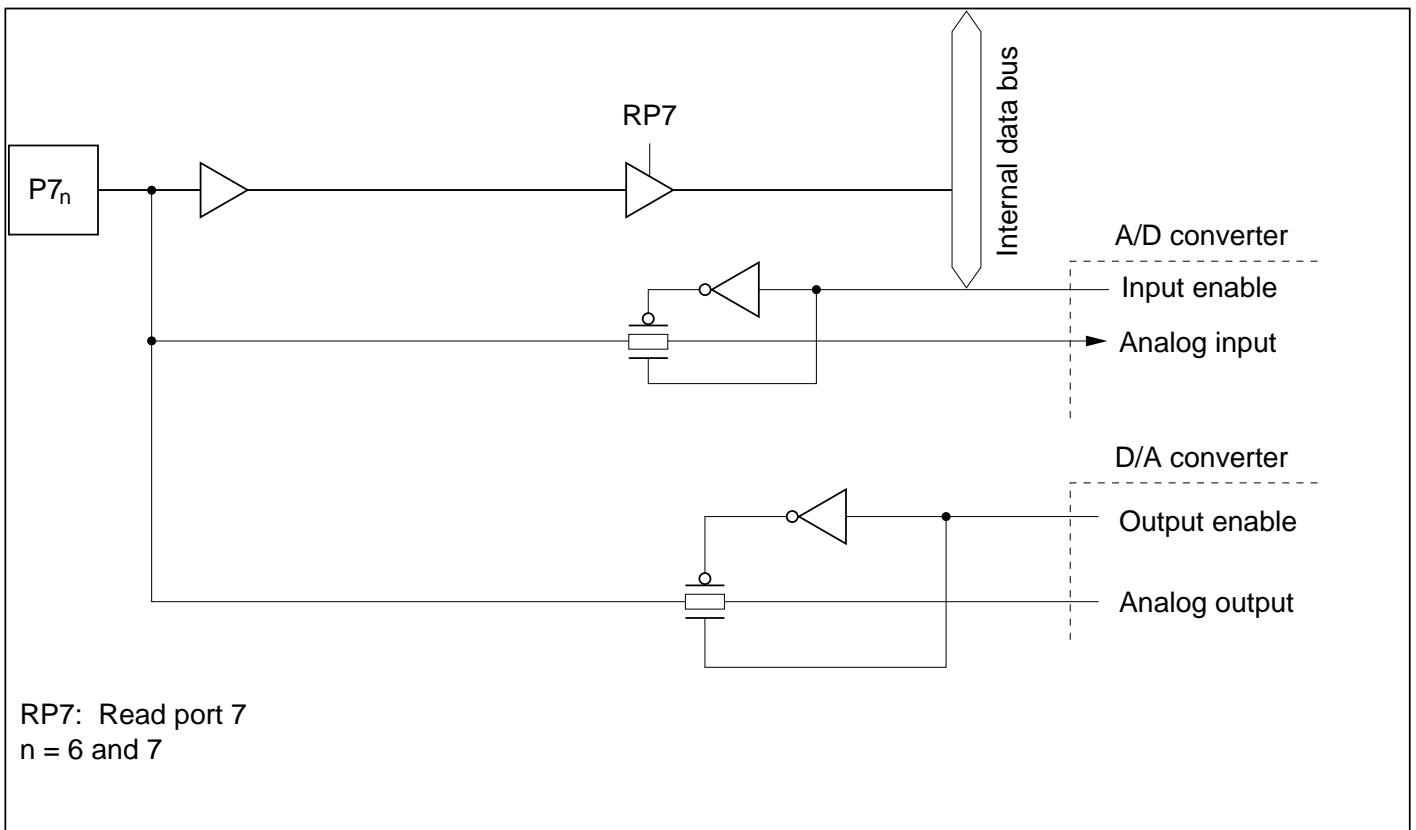 RP7
P7n
Internal data bus
A/D converter
Input enable
Analog input
D/A converter
Output enable
Analog output
RP7: Read port 7
n = 6 and 7